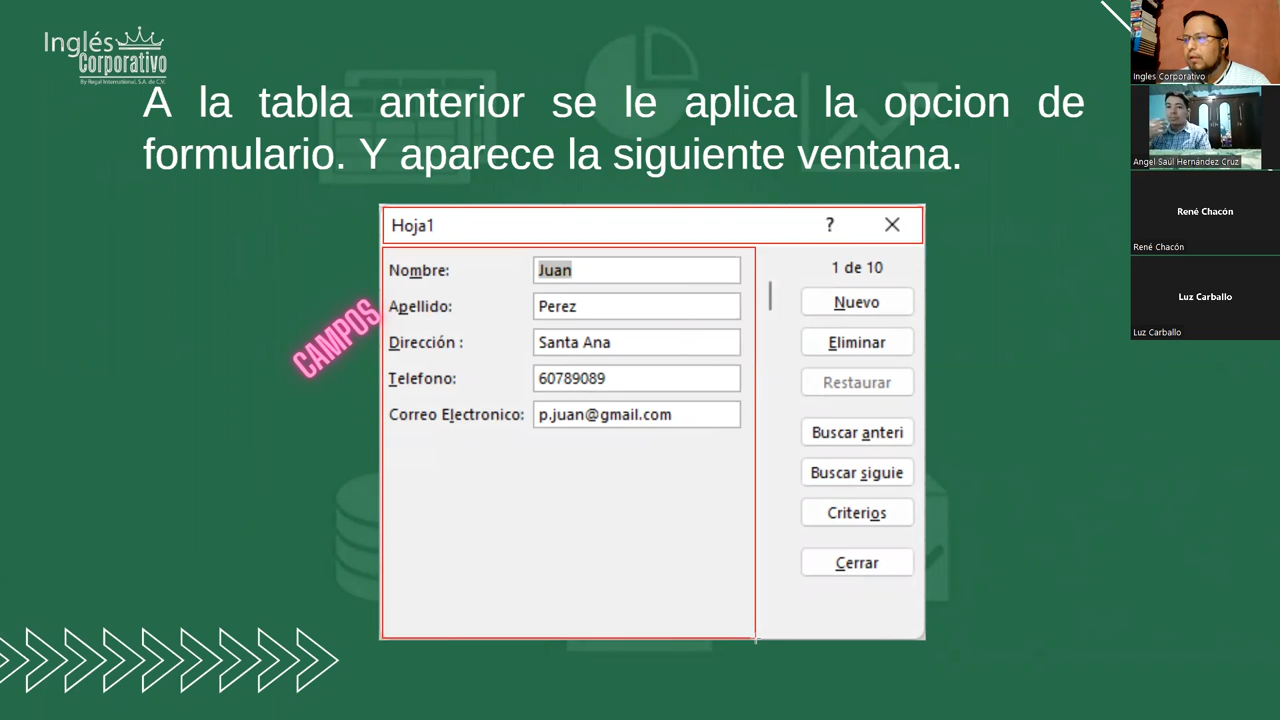 Inglés
Corporativo
By Regal International, S.A. de C.V.
A la tabla anterior se le aplica la opcion de
formulario. Y aparece la siguiente ventana.
Hoja1
?
CAMPOS
Nombre: Juan
Apellido: Perez
Dirección : Santa Ana
Telefono: 60789089
Correo Electronico: p.juan@gmail.com
1 de 10
Nuevo
Eliminar
Restaurar
Buscar anteri
Buscar siguie
Criterios
Cerrar
Ingles Corporativo
Angel Saúl Hernández Cruz
René Chacón
René Chacón
Luz Carballo
Luz Carballo